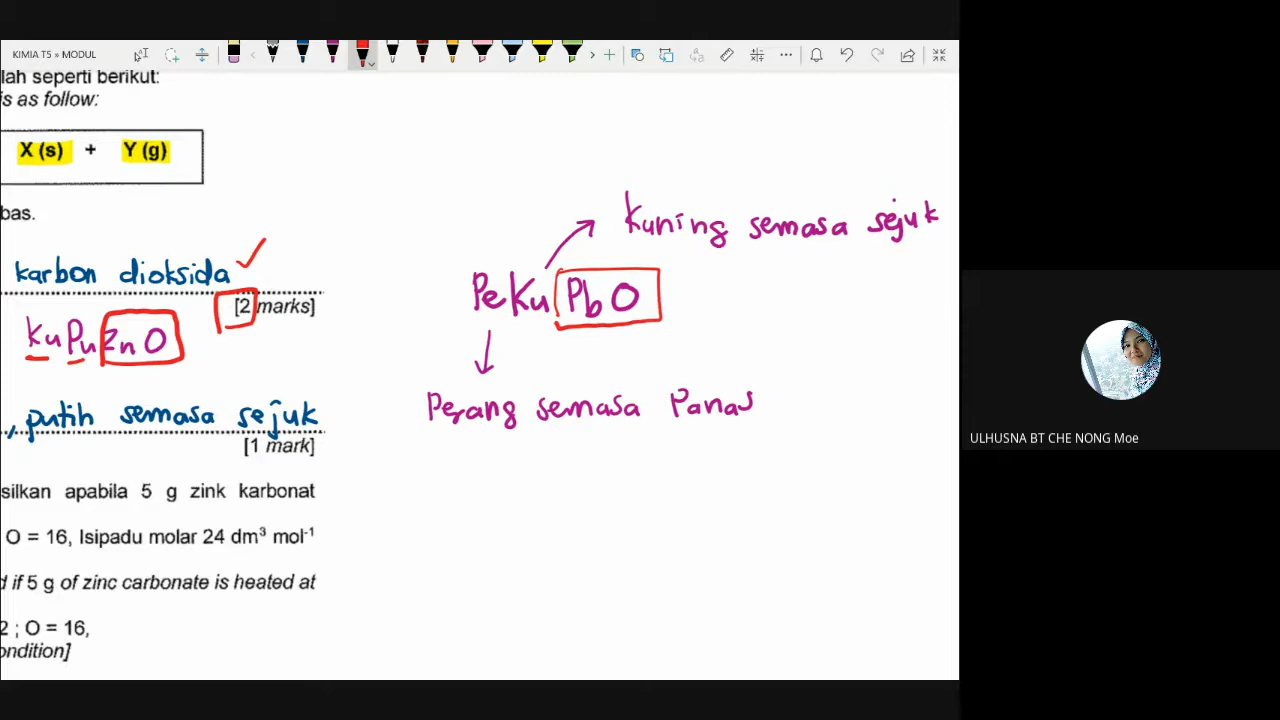 KIMIA T5 » MODUL
lah seperti berikut:
is as follow:
X (s) + Y (g)
bas.
karbon dioksida
[2 marks]
KuPuZnO
, putih semasa sejuk
[1 mark]
silkan apabila 5 g zink karbonat
O = 16, Isipadu molar 24 dm³ mol⁻¹
d if 5 g of zinc carbonate is heated at
2 ; O = 16,
ondition]
Kuning semasa sejuk
PeKu PbO
Perang semasa Panas
ULHUSNA BT CHE NONG Moe